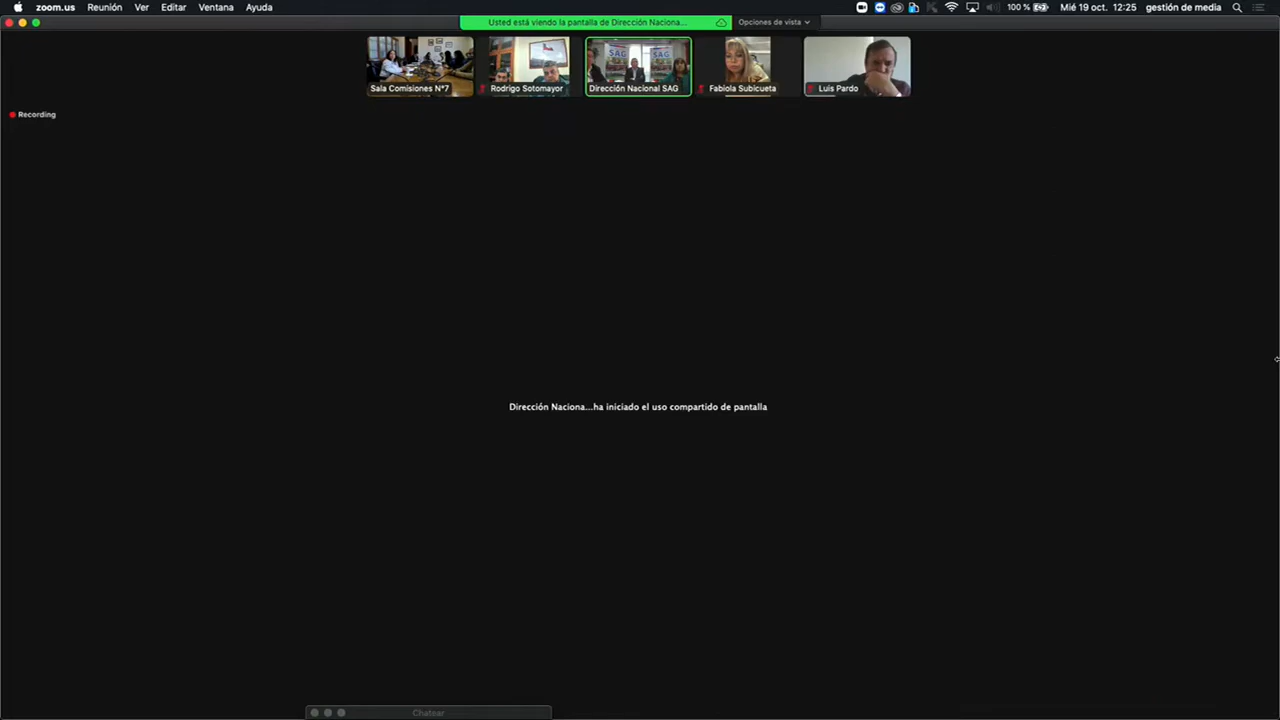 zoom.us Reunión Ver Editar Ventana Ayuda
100 % Mié 19 oct. 12:25 gestión de media
Usted está viendo la pantalla de Dirección Naciona... Opciones de vista
SAG SAG
Sala Comisiones N°7 Rodrigo Sotomayor Dirección Nacional SAG Fabiola Subicueta Luis Pardo
Recording
Dirección Naciona...ha iniciado el uso compartido de pantalla
Chatear